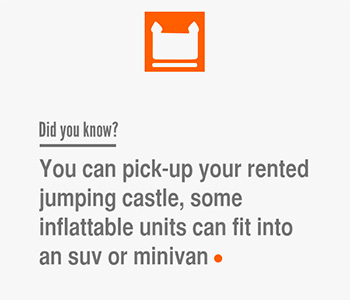 Did you know?
You can pick-up your rented
jumping castle, some
inflattable units can fit into
an suv or minivan